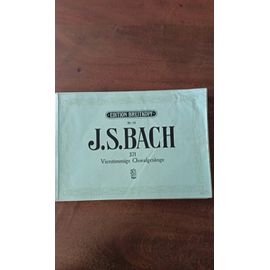 EDITION BREITKOPF
J.S.BACH
371
Vierstimmige Choralgesänge